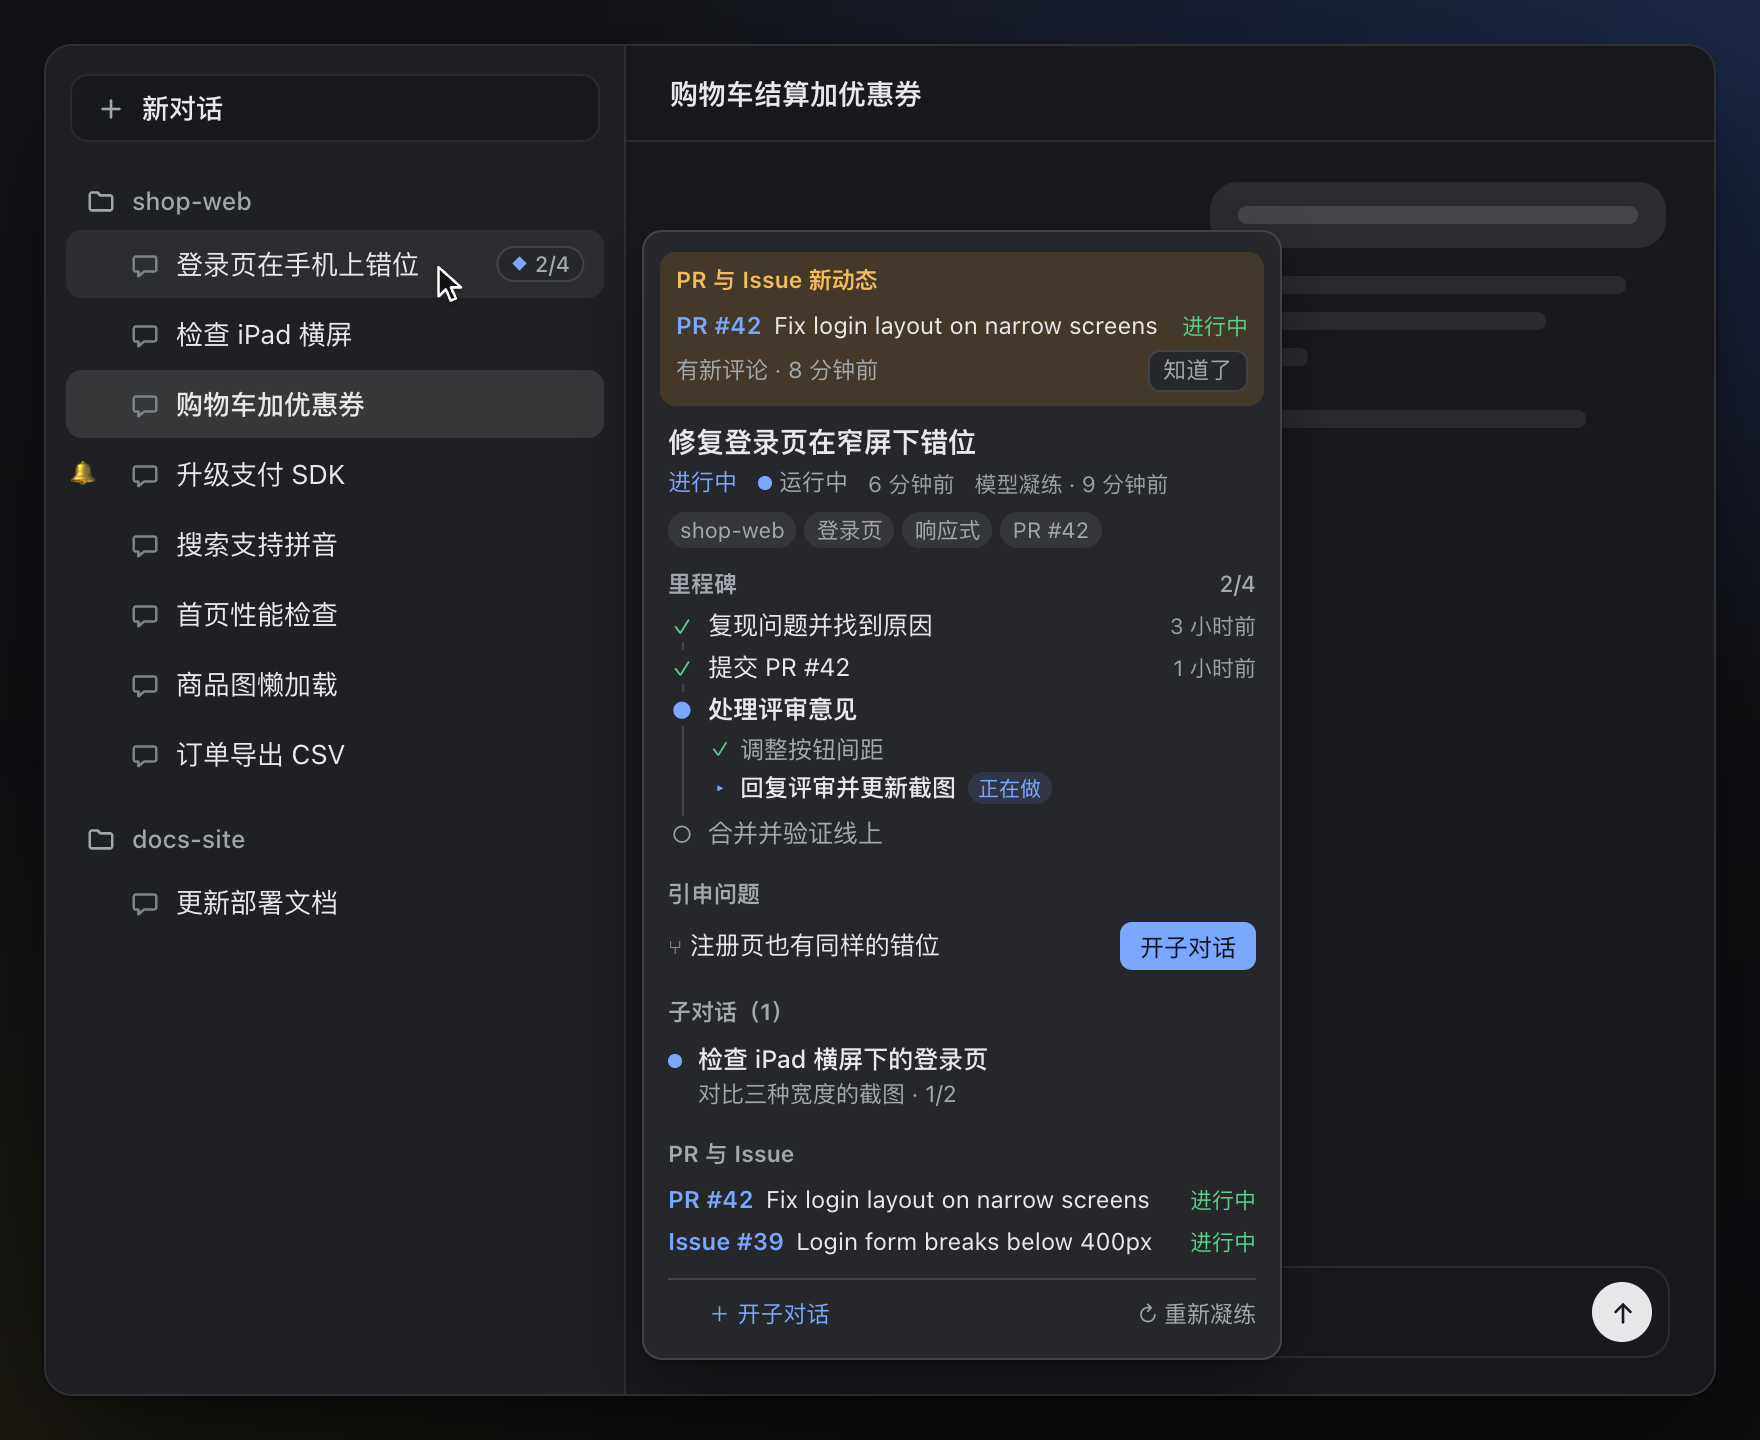 新对话
shop-web
登录页在手机上错位 2/4
检查 iPad 横屏
购物车加优惠券
升级支付 SDK
搜索支持拼音
首页性能检查
商品图懒加载
订单导出 CSV
docs-site
更新部署文档
购物车结算加优惠券
PR 与 Issue 新动态
PR #42 Fix login layout on narrow screens 进行中
有新评论 · 8 分钟前 知道了
修复登录页在窄屏下错位
进行中 运行中 6 分钟前 模型凝练 · 9 分钟前
shop-web 登录页 响应式 PR #42
里程碑 2/4
复现问题并找到原因 3 小时前
提交 PR #42 1 小时前
处理评审意见
调整按钮间距
回复评审并更新截图 正在做
合并并验证线上
引申问题
注册页也有同样的错位 开子对话
子对话（1）
检查 iPad 横屏下的登录页
对比三种宽度的截图 · 1/2
PR 与 Issue
PR #42 Fix login layout on narrow screens 进行中
Issue #39 Login form breaks below 400px 进行中
+ 开子对话 重新凝练